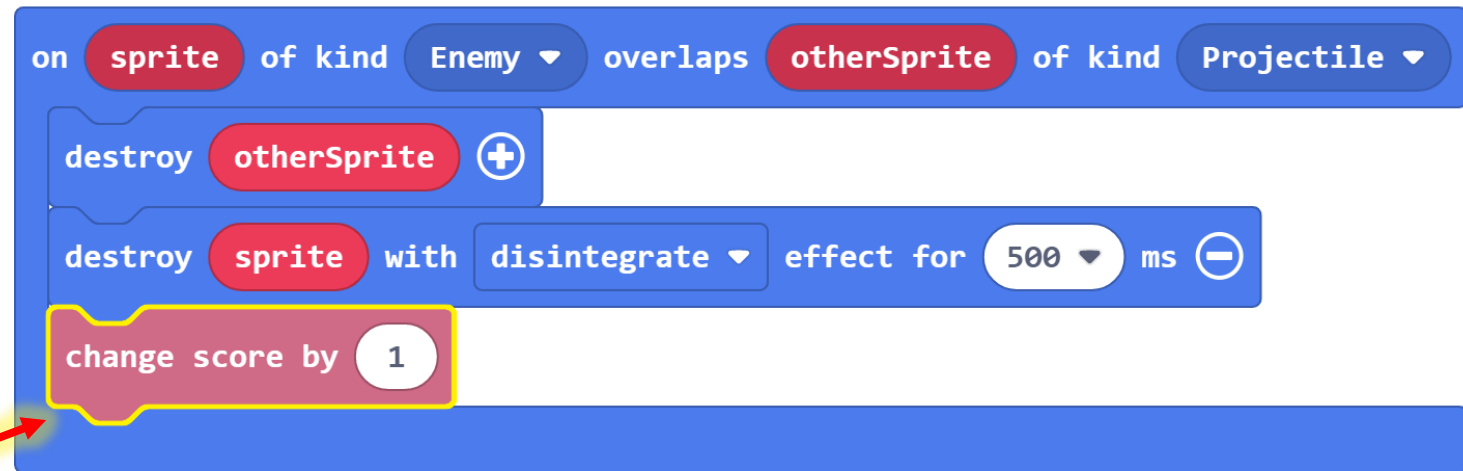 on sprite of kind Enemy overlaps otherSprite of kind Projectile
destroy otherSprite
destroy sprite with disintegrate effect for 500 ms
change score by 1